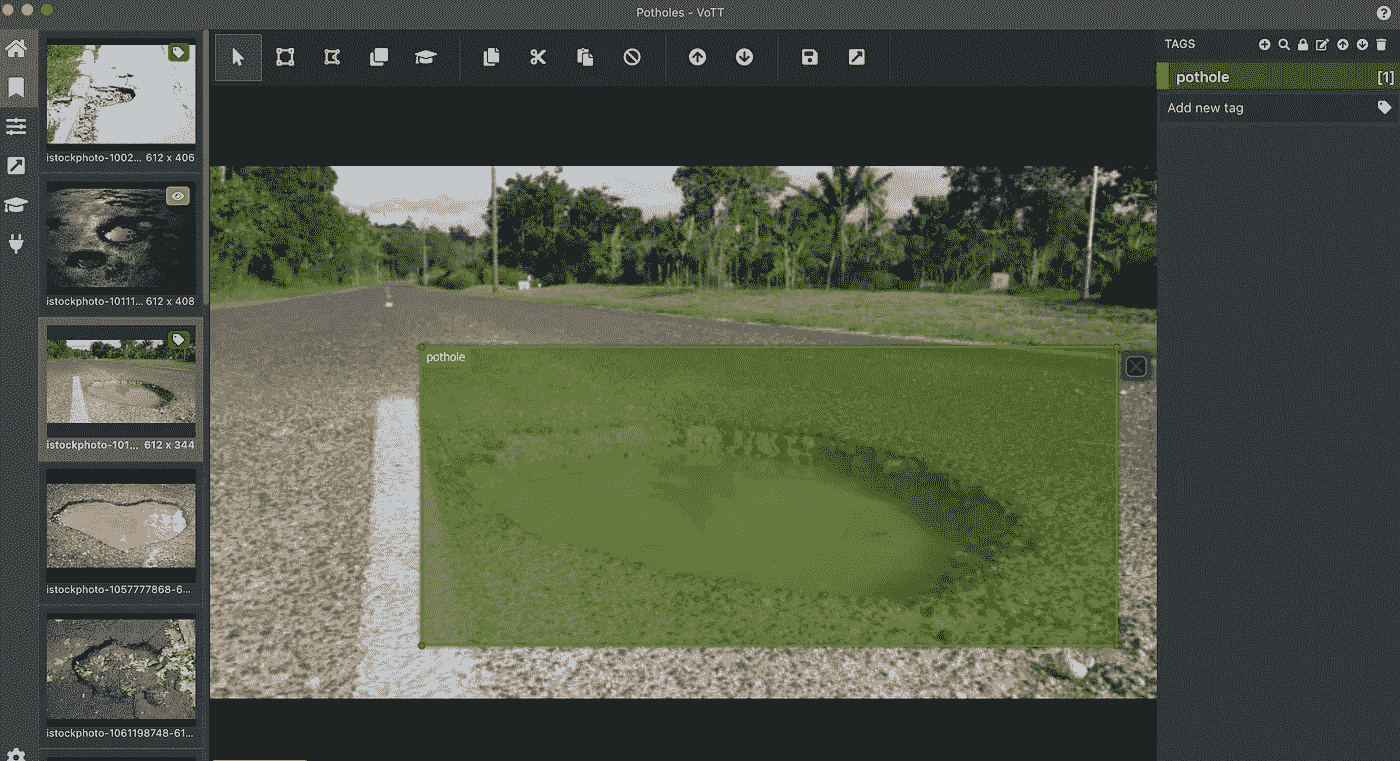 Potholes - VoTT
istockphoto-1002... 612 x 406
istockphoto-10111... 612 x 408
istockphoto-101... 612 x 344
istockphoto-1057777868-6...
istockphoto-1061198748-61...
pothole
TAGS
pothole [1]
Add new tag